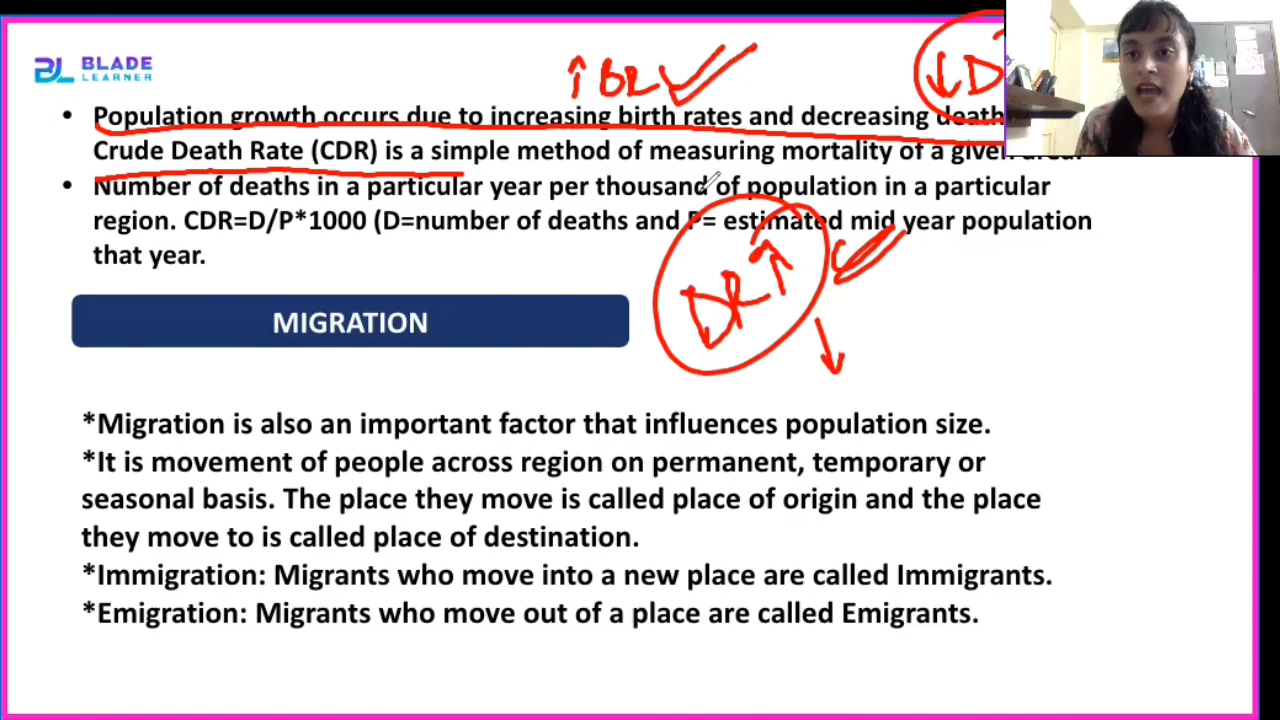 BLADE
LEARNER
↑ BR ✓
↓ D
• Population growth occurs due to increasing birth rates and decreasing death
Crude Death Rate (CDR) is a simple method of measuring mortality of a given area.
• Number of deaths in a particular year per thousand of population in a particular
region. CDR=D/P*1000 (D=number of deaths and P= estimated mid year population
that year.
DR↑
MIGRATION
*Migration is also an important factor that influences population size.
*It is movement of people across region on permanent, temporary or
seasonal basis. The place they move is called place of origin and the place
they move to is called place of destination.
*Immigration: Migrants who move into a new place are called Immigrants.
*Emigration: Migrants who move out of a place are called Emigrants.